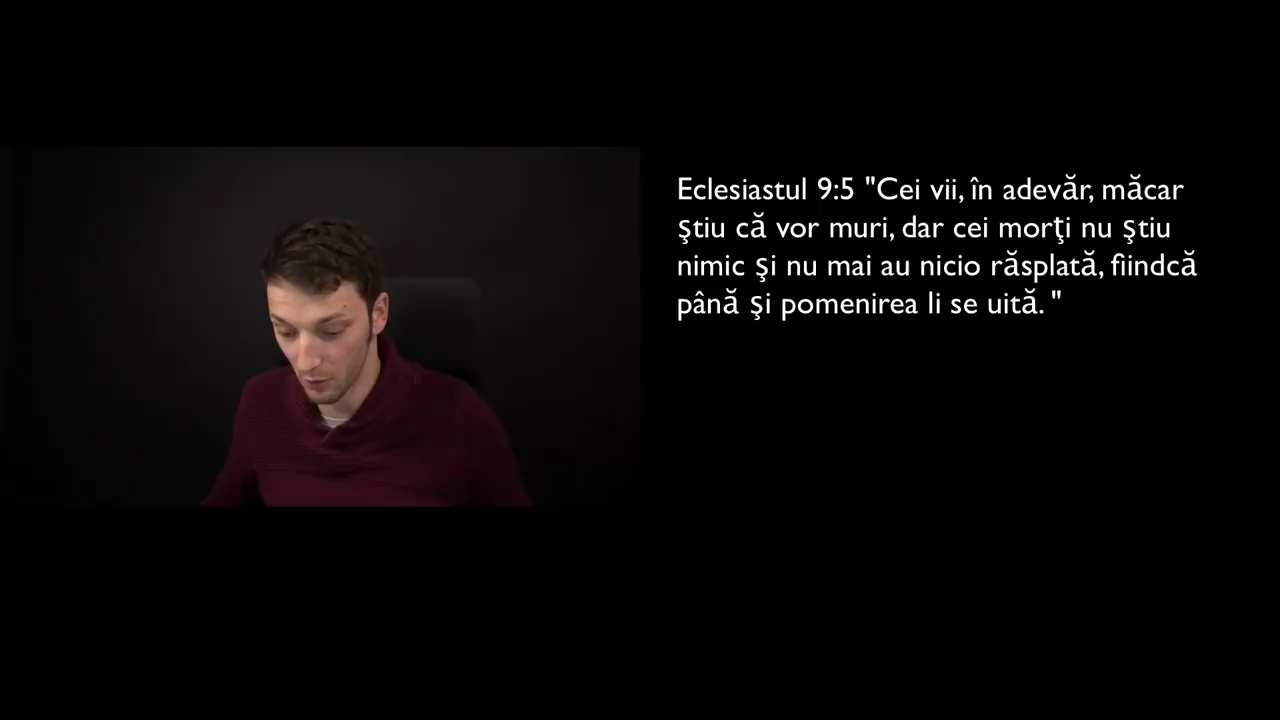 Eclesiastul 9:5 "Cei vii, în adevăr, măcar
ştiu că vor muri, dar cei morţi nu ştiu
nimic şi nu mai au nicio răsplată, fiindcă
până şi pomenirea li se uită. "